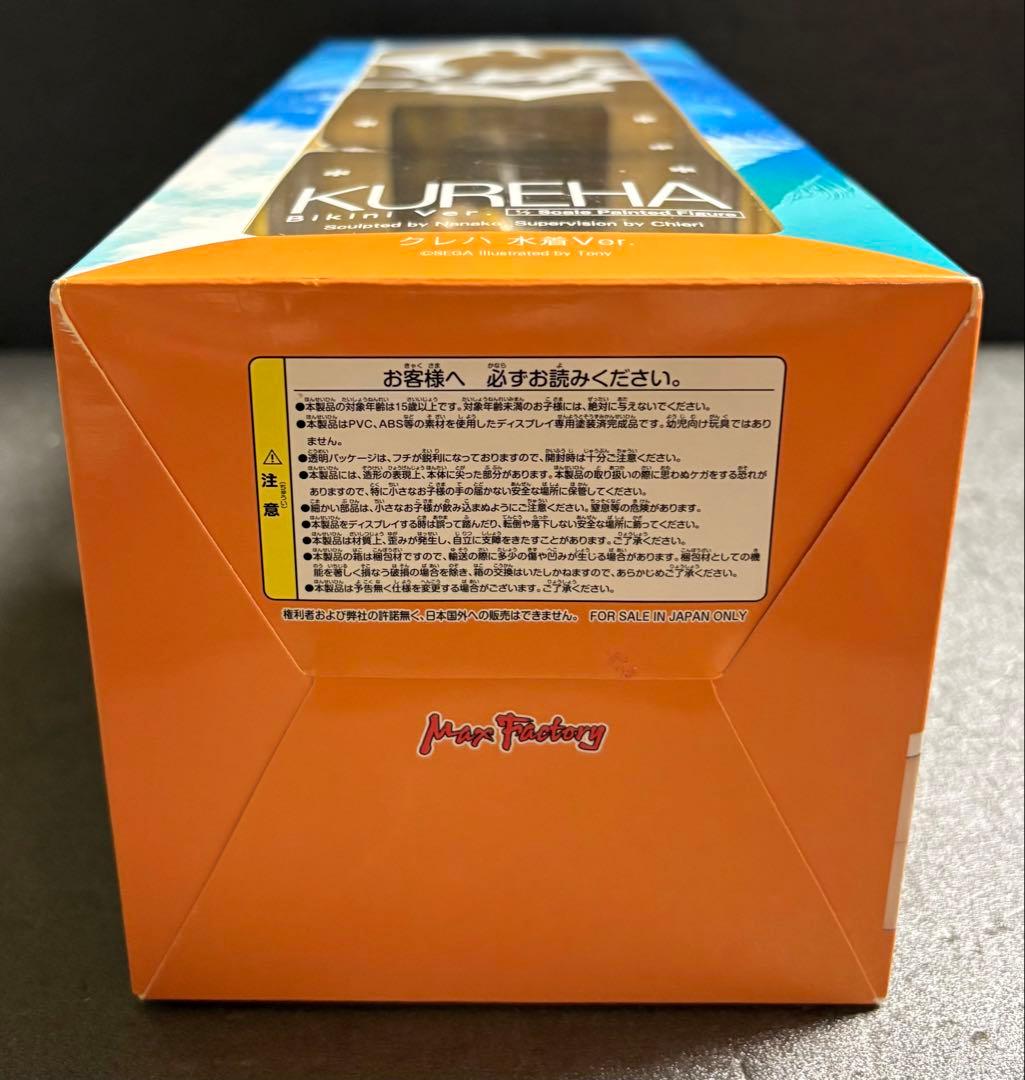 KUREHA
Bikini Ver. 1/7 Scale Painted Figure
Sculpted by Nanako Supervision by Chieri
クレハ 水着Ver.
©SEGA Illustrated by Tony
お客様へ 必ずお読みください。
注意
●本製品の対象年齢は15歳以上です。対象年齢未満のお子様には、絶対に与えないでください。
●本製品はPVC、ABS等の素材を使用したディスプレイ専用塗装済完成品です。幼児向け玩具ではあり
ません。
●透明パッケージは、フチが鋭利になっておりますので、開封時は十分ご注意ください。
●本製品には、造形の表現上、本体に尖った部分があります。本製品の取り扱いの際に思わぬケガをする恐れが
ありますので、特に小さなお子様の手の届かない安全な場所に保管してください。
●細かい部品は、小さなお子様が飲み込まぬようにご注意ください。窒息等の危険があります。
●本製品をディスプレイする時は誤って踏んだり、転倒や落下しない安全な場所に飾ってください。
●本製品は材質上、歪みが発生し、自立に支障をきたすことがあります。ご了承ください。
●本製品の箱は梱包材ですので、輸送の際に多少の傷や凹みが生じる場合があります。梱包材としての機
能を著しく損なう破損の場合を除き、箱の交換はいたしかねますので、あらかじめご了承ください。
●本製品は予告無く仕様を変更する場合がございます。ご了承ください。
権利者および弊社の許諾無く、日本国外への販売はできません。 FOR SALE IN JAPAN ONLY
Max Factory